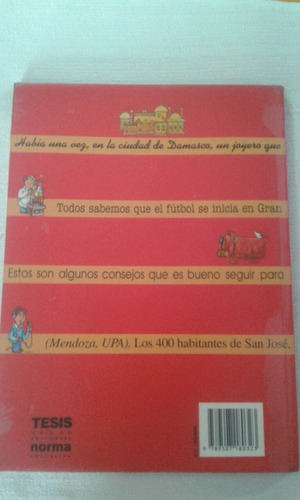 Había una vez, en la ciudad de Damasco, un joyero que
Todos sabemos que el fútbol se inicia en Gran
Estos son algunos consejos que es bueno seguir para
(Mendoza, UPA). Los 400 habitantes de San José,
TESIS
norma